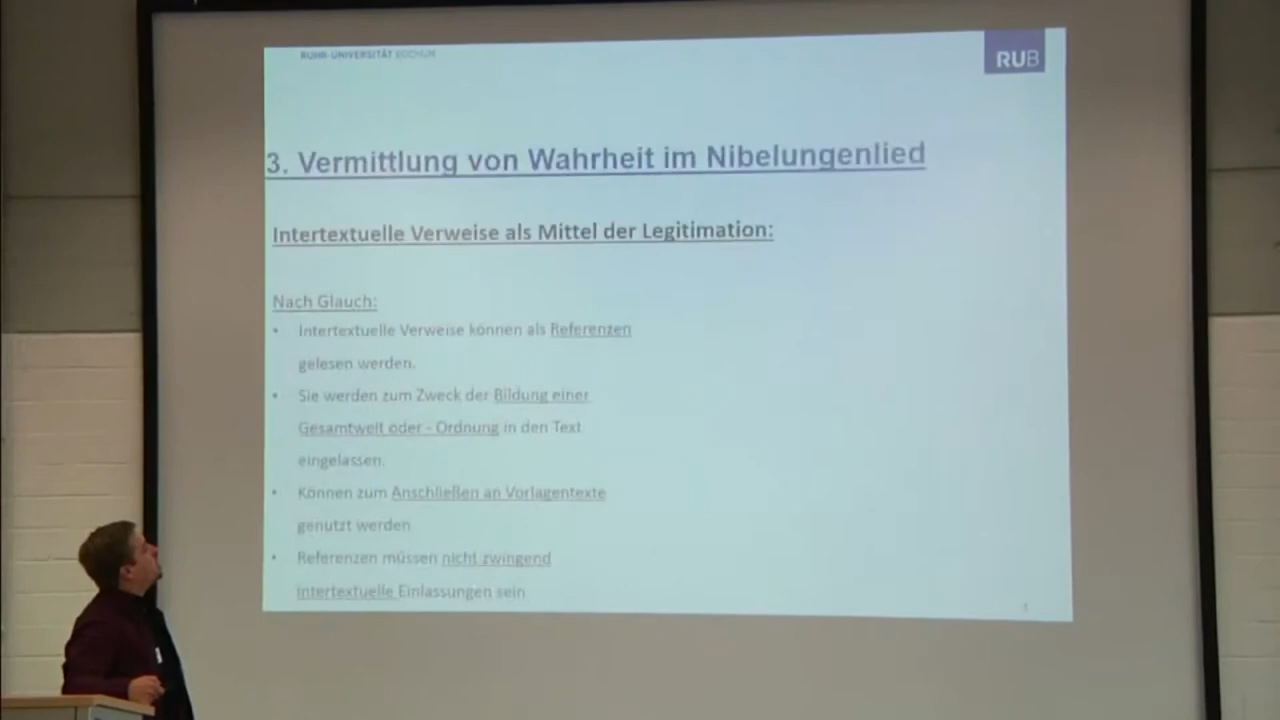 RUHR-UNIVERSITÄT BOCHUM
RUB
3. Vermittlung von Wahrheit im Nibelungenlied
Intertextuelle Verweise als Mittel der Legitimation:
Nach Glauch:
• Intertextuelle Verweise können als Referenzen
gelesen werden.
• Sie werden zum Zweck der Bildung einer
Gesamtwelt oder - Ordnung in den Text
eingelassen.
• Können zum Anschließen an Vorlagentexte
genutzt werden
• Referenzen müssen nicht zwingend
intertextuelle Einlassungen sein